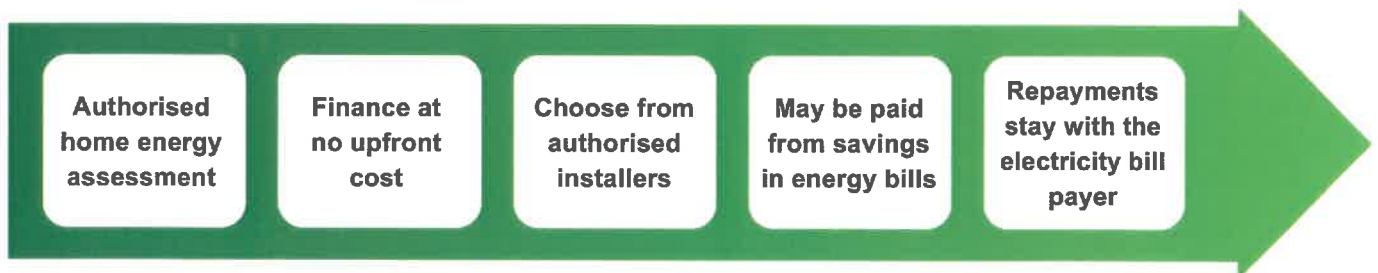 Authorised
home energy
assessment
Finance at
no upfront
cost
Choose from
authorised
installers
May be paid
from savings
in energy bills
Repayments
stay with the
electricity bill
payer